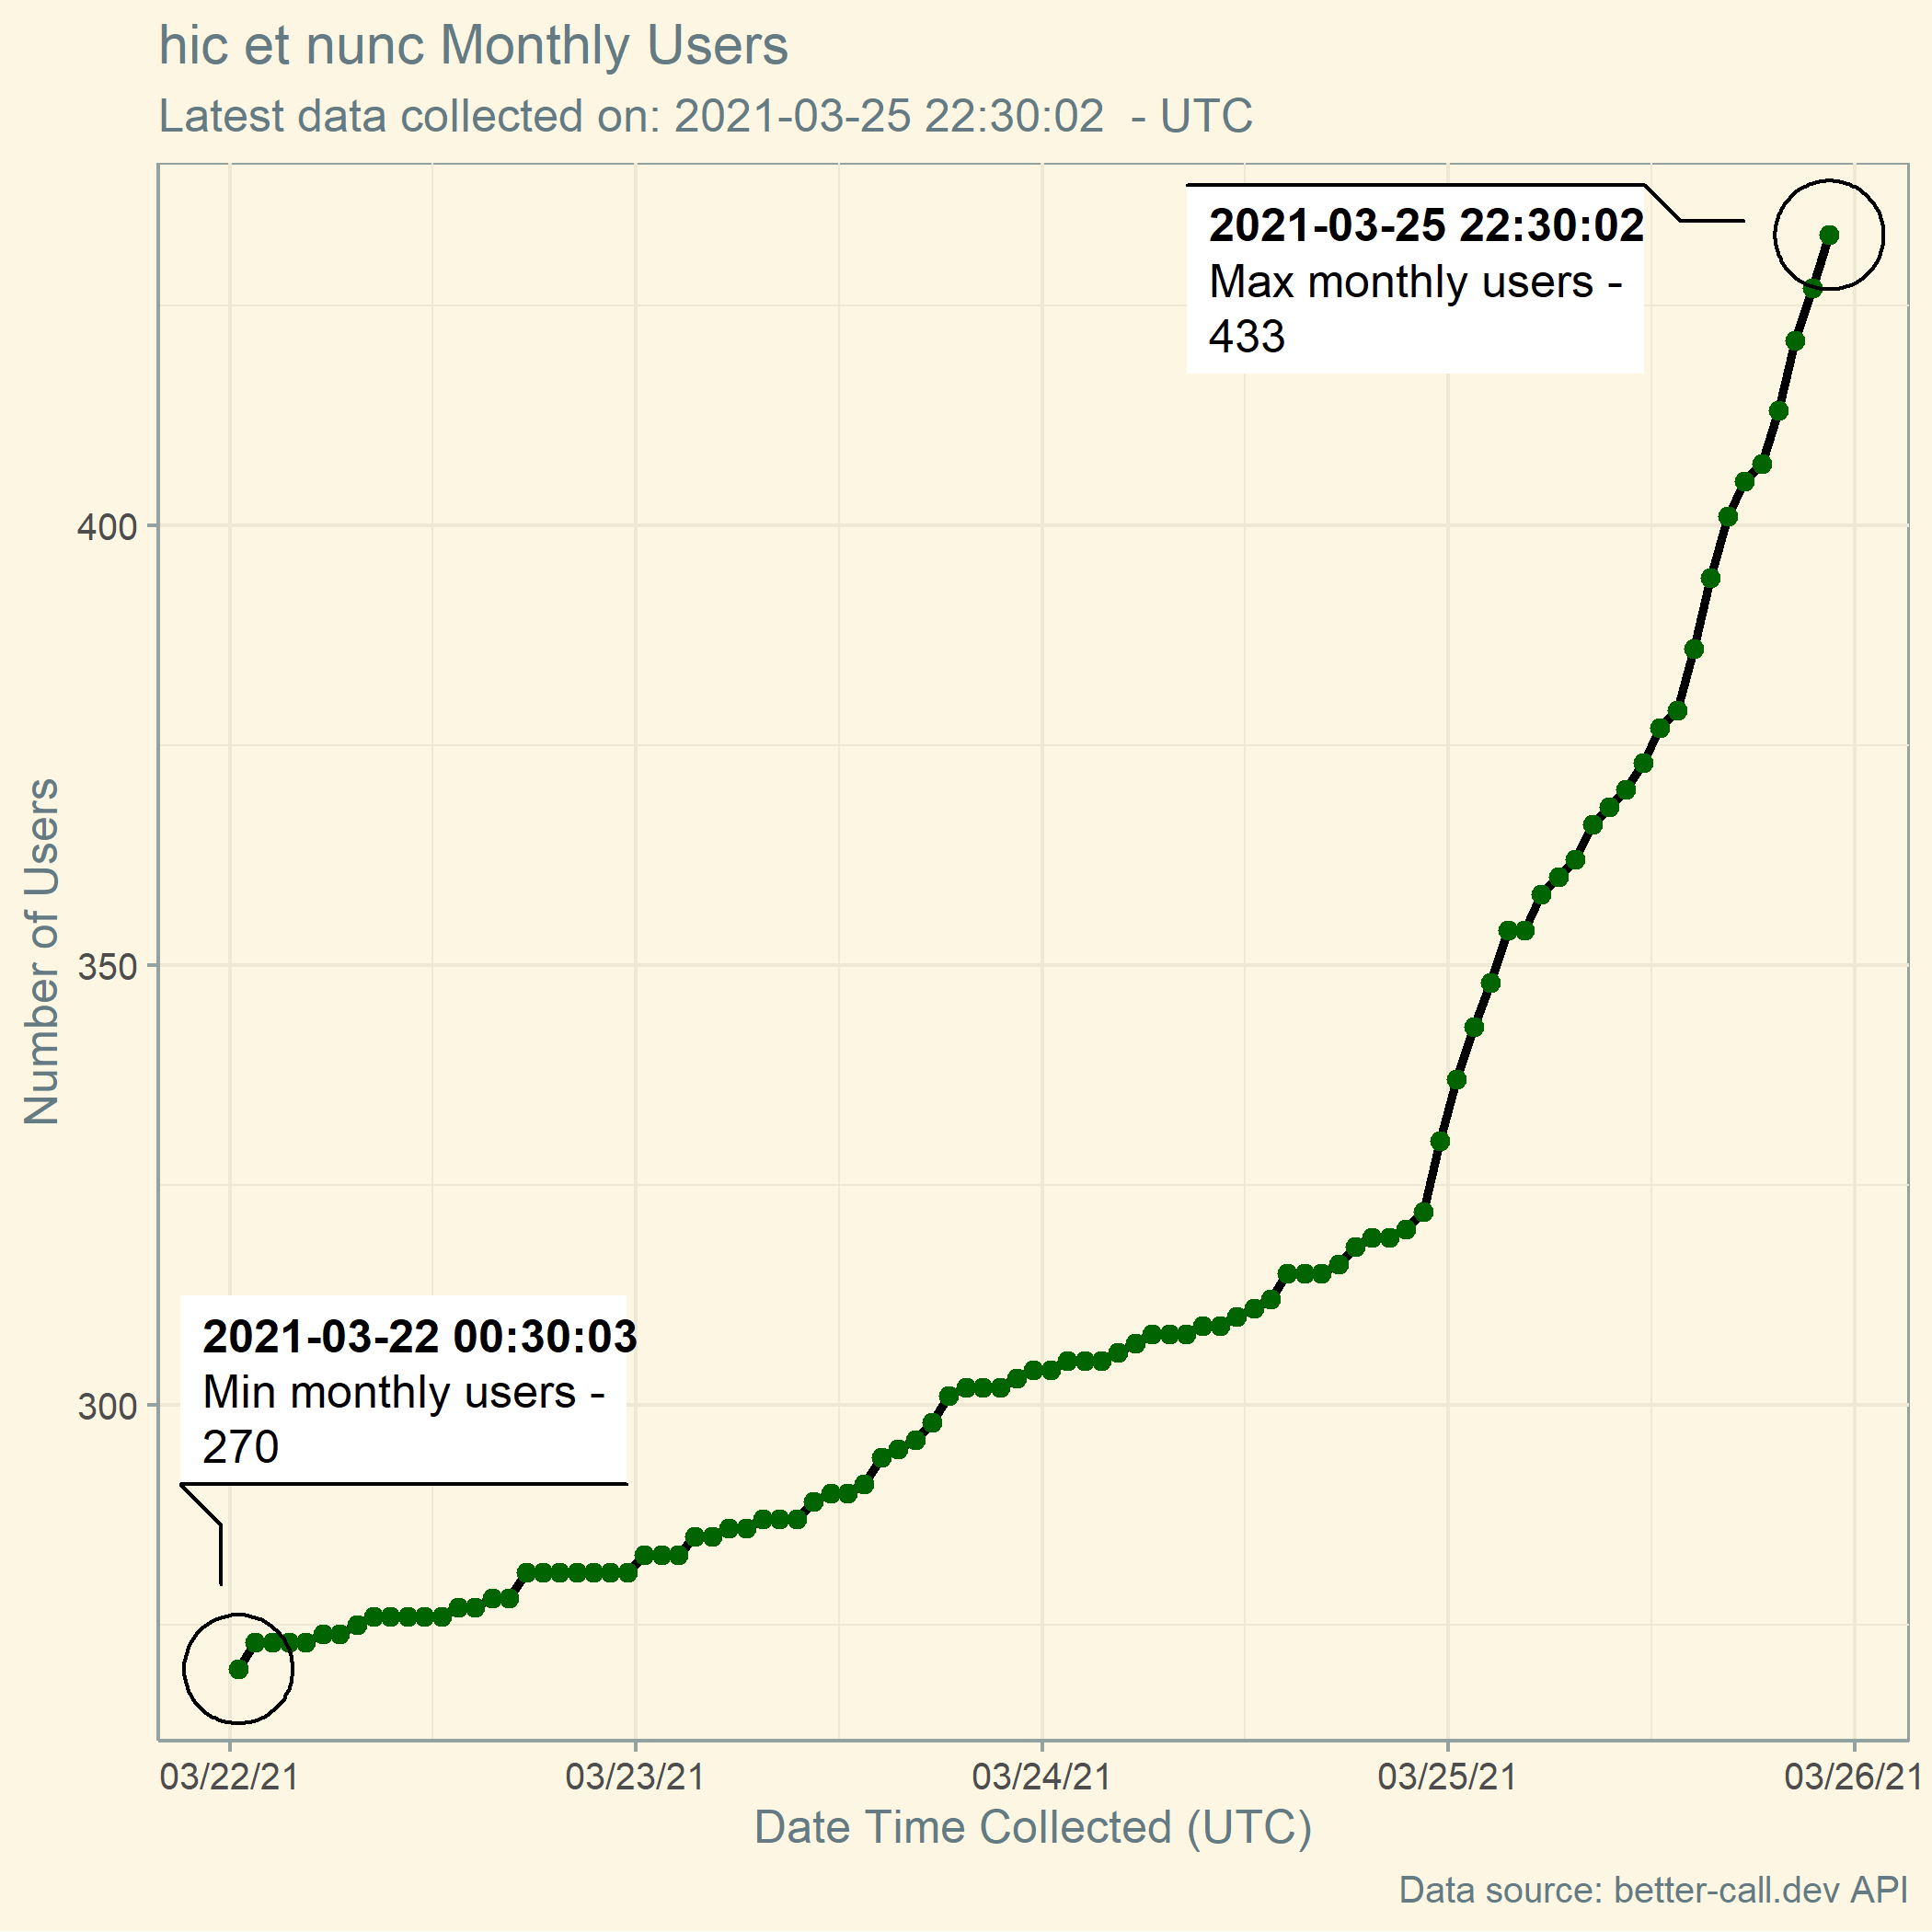 hic et nunc Monthly Users
Latest data collected on: 2021-03-25 22:30:02  - UTC
2021-03-25 22:30:02
Max monthly users -
433
Number of Users
400
350
300
2021-03-22 00:30:03
Min monthly users -
270
03/22/21
03/23/21
03/24/21
03/25/21
03/26/21
Date Time Collected (UTC)
Data source: better-call.dev API